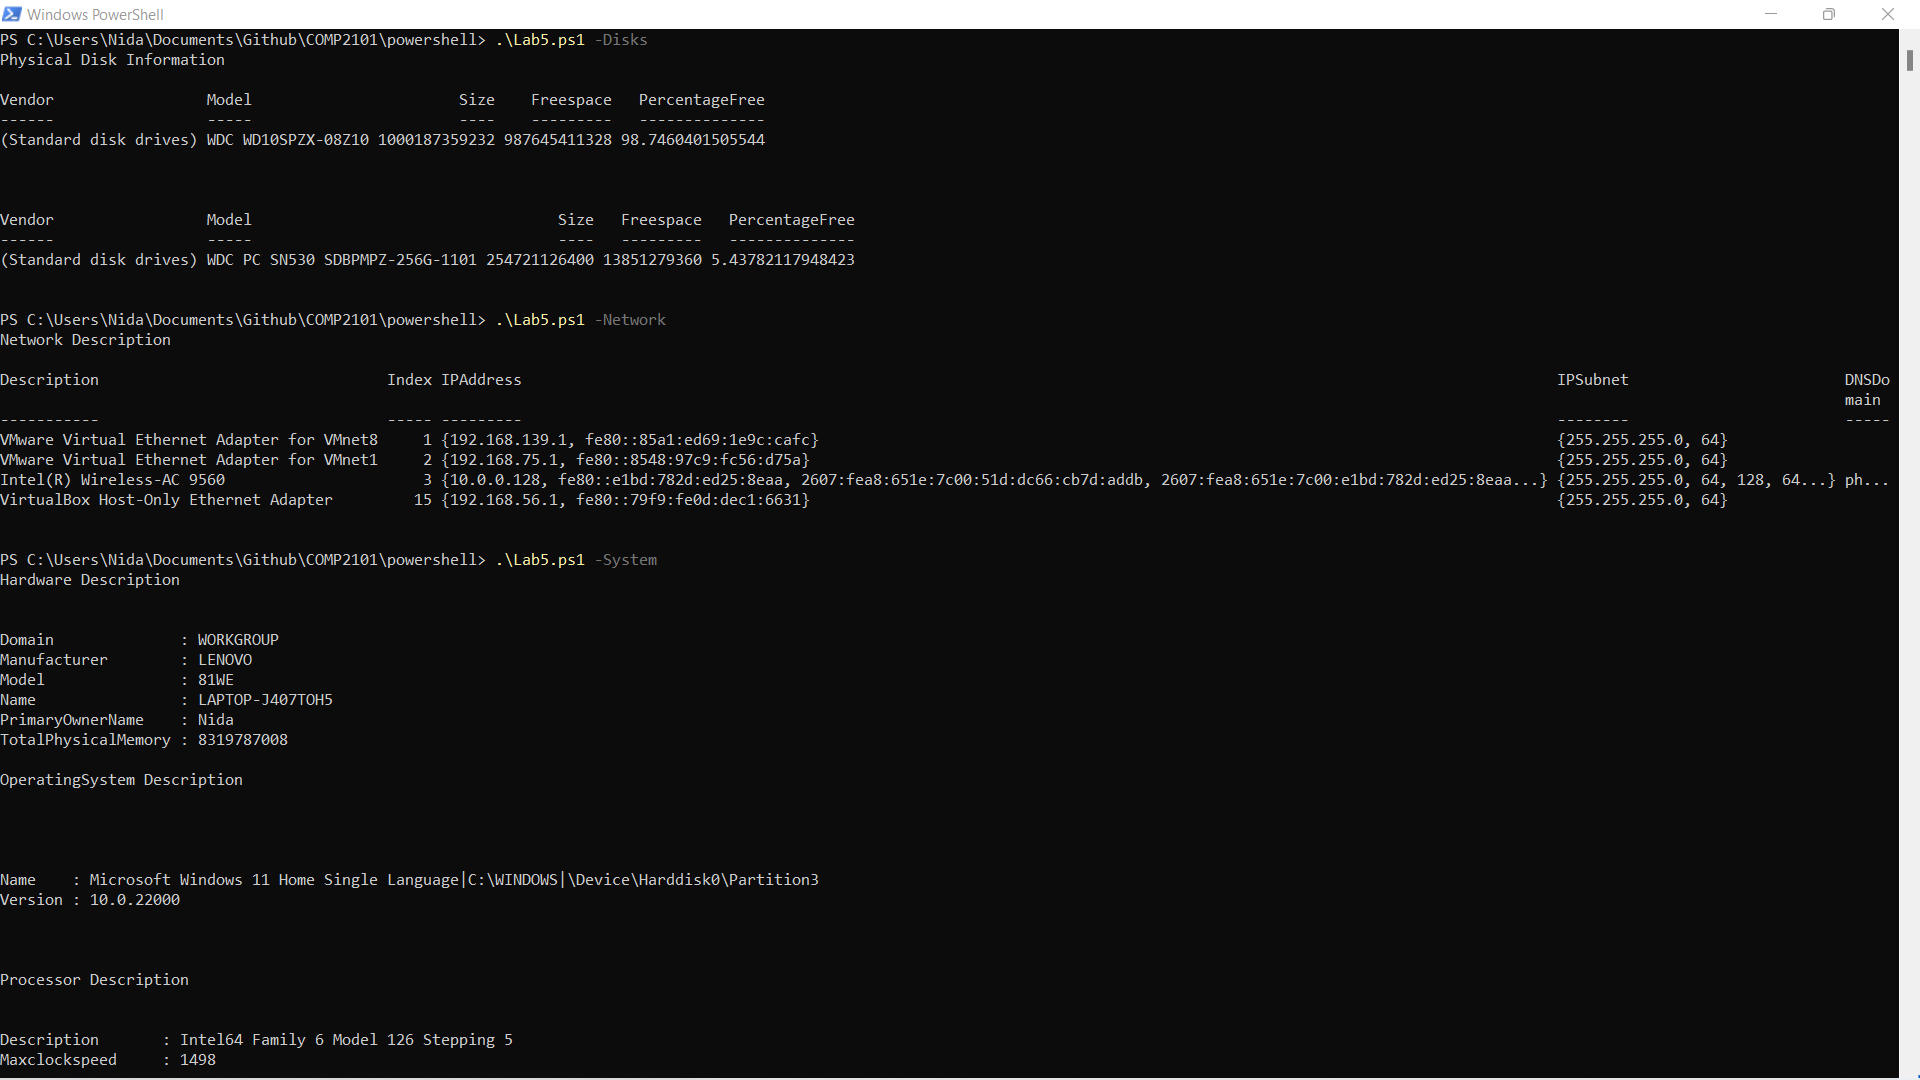 Windows PowerShell
PS C:\Users\Nida\Documents\Github\COMP2101\powershell> .\Lab5.ps1 -Disks
Physical Disk Information
Vendor                 Model                       Size    Freespace   PercentageFree
------                 -----                       ----    ---------   --------------
(Standard disk drives) WDC WD10SPZX-08Z10 1000187359232 987645411328 98.7460401505544
Vendor                 Model                                  Size   Freespace   PercentageFree
------                 -----                                  ----   ---------   --------------
(Standard disk drives) WDC PC SN530 SDBPMPZ-256G-1101 254721126400 13851279360 5.43782117948423
PS C:\Users\Nida\Documents\Github\COMP2101\powershell> .\Lab5.ps1 -Network
Network Description
Description                                Index IPAddress                                                                                                                   IPSubnet                        DNSDo
main
-----------                                ----- ---------                                                                                                                   --------                        -----
VMware Virtual Ethernet Adapter for VMnet8     1 {192.168.139.1, fe80::85a1:ed69:1e9c:cafc}                                                                                  {255.255.255.0, 64}
VMware Virtual Ethernet Adapter for VMnet1     2 {192.168.75.1, fe80::8548:97c9:fc56:d75a}                                                                                   {255.255.255.0, 64}
Intel(R) Wireless-AC 9560                      3 {10.0.0.128, fe80::e1bd:782d:ed25:8eaa, 2607:fea8:651e:7c00:51d:dc66:cb7d:addb, 2607:fea8:651e:7c00:e1bd:782d:ed25:8eaa...} {255.255.255.0, 64, 128, 64...} ph...
VirtualBox Host-Only Ethernet Adapter         15 {192.168.56.1, fe80::79f9:fe0d:dec1:6631}                                                                                   {255.255.255.0, 64}
PS C:\Users\Nida\Documents\Github\COMP2101\powershell> .\Lab5.ps1 -System
Hardware Description
Domain              : WORKGROUP
Manufacturer        : LENOVO
Model               : 81WE
Name                : LAPTOP-J407TOH5
PrimaryOwnerName    : Nida
TotalPhysicalMemory : 8319787008
OperatingSystem Description
Name    : Microsoft Windows 11 Home Single Language|C:\WINDOWS|\Device\Harddisk0\Partition3
Version : 10.0.22000
Processor Description
Description       : Intel64 Family 6 Model 126 Stepping 5
Maxclockspeed     : 1498